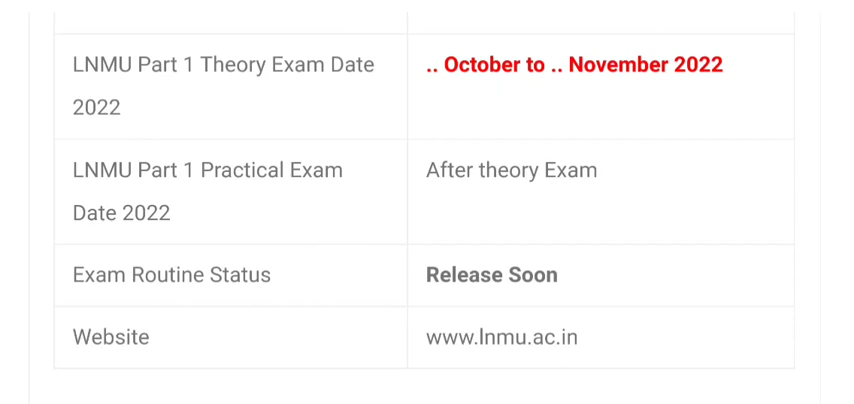 LNMU Part 1 Theory Exam Date
2022
.. October to .. November 2022
LNMU Part 1 Practical Exam
Date 2022
After theory Exam
Exam Routine Status
Release Soon
Website
www.lnmu.ac.in